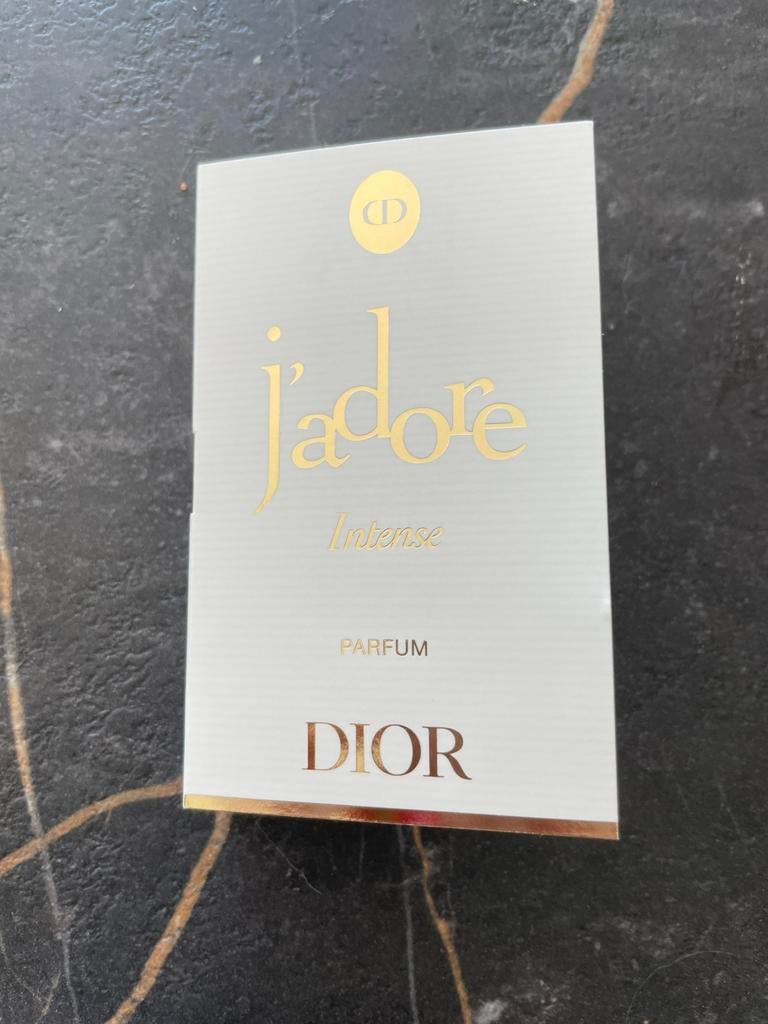 CD
j'adore
Intense
PARFUM
DIOR